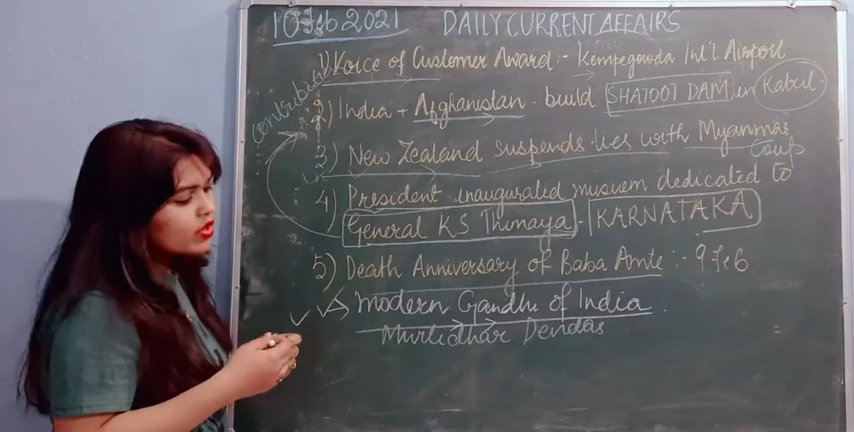 10 Feb 2021 DAILY CURRENT AFFAIRS
1) Voice of Customer Award :- Kempegowda Int'l Airport
contribution
2) India + Afghanistan build SHATOOT DAM in Kabul.
3) New Zealand suspends ties with Myanmar
Coup
4) President inaugurated museum dedicated to
General KS Thimaya - KARNATAKA
5) Death Anniversary of Baba Amte :- 9 Feb
Modern Gandhi of India
Murlidhar Devdas